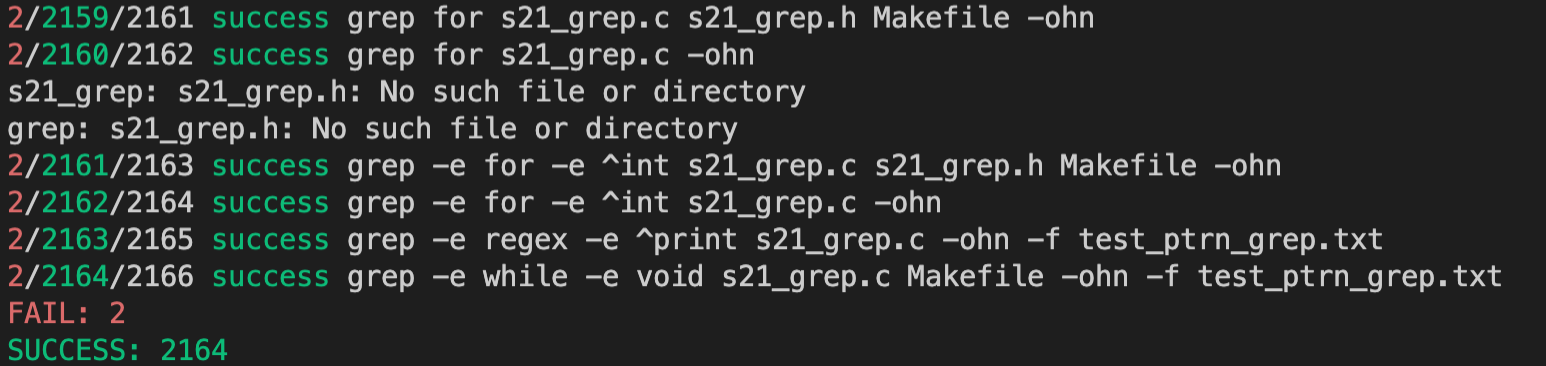 2/2159/2161 success grep for s21_grep.c s21_grep.h Makefile -ohn
2/2160/2162 success grep for s21_grep.c -ohn
s21_grep: s21_grep.h: No such file or directory
grep: s21_grep.h: No such file or directory
2/2161/2163 success grep -e for -e ^int s21_grep.c s21_grep.h Makefile -ohn
2/2162/2164 success grep -e for -e ^int s21_grep.c -ohn
2/2163/2165 success grep -e regex -e ^print s21_grep.c -ohn -f test_ptrn_grep.txt
2/2164/2166 success grep -e while -e void s21_grep.c Makefile -ohn -f test_ptrn_grep.txt
FAIL: 2
SUCCESS: 2164